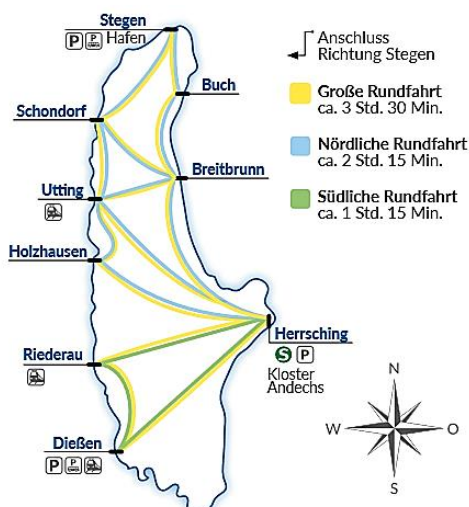 Stegen
P P Hafen
Buch
Schondorf
Breitbrunn
Utting
Holzhausen
Herrsching
S P
Kloster
Andechs
Riederau
Dießen
P P
Anschluss
Richtung Stegen
Große Rundfahrt
ca. 3 Std. 30 Min.
Nördliche Rundfahrt
ca. 2 Std. 15 Min.
Südliche Rundfahrt
ca. 1 Std. 15 Min.
N
W O
S